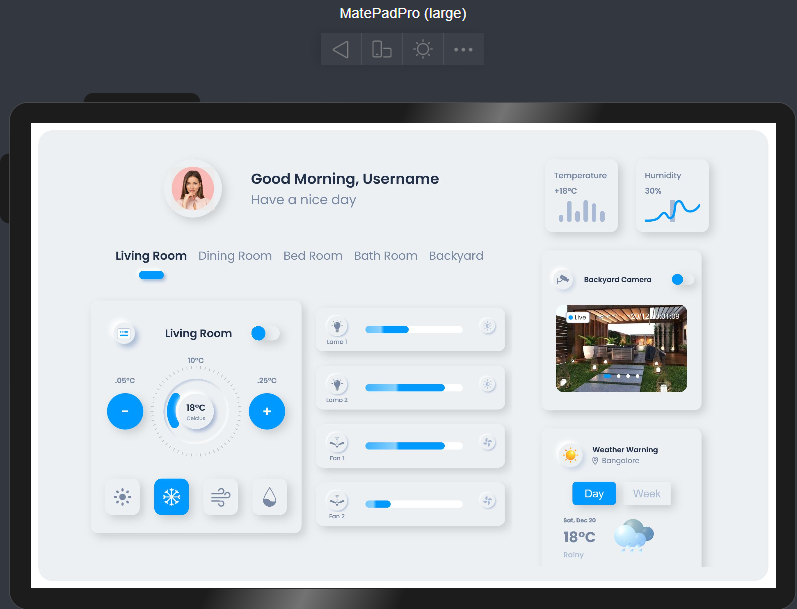 MatePadPro (large)
Good Morning, Username
Have a nice day
Temperature
+18°C
Humidity
30%
Living Room Dining Room Bed Room Bath Room Backyard
Living Room
10°C
.05°C
.25°C
-
18°C
Celcius
+
Lamp 1
Lamp 2
Fan 1
Fan 2
Backyard Camera
Live
Weather Warning
Bangalore
Day Week
Sat, Dec 20
18°C
Rainy